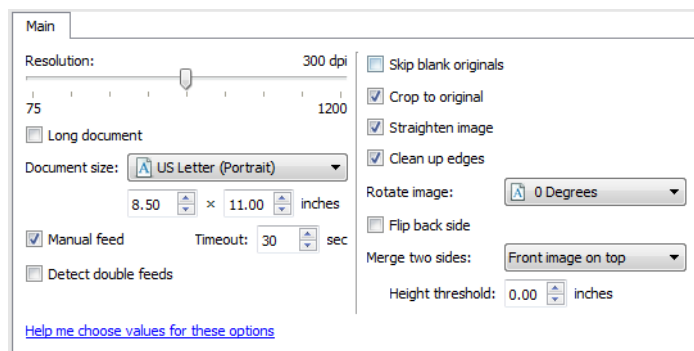 Main
Resolution: 300 dpi
75 1200
Long document
Document size: A US Letter (Portrait)
8.50 × 11.00 inches
Manual feed Timeout: 30 sec
Detect double feeds
Help me choose values for these options
Skip blank originals
Crop to original
Straighten image
Clean up edges
Rotate image: A 0 Degrees
Flip back side
Merge two sides: Front image on top
Height threshold: 0.00 inches